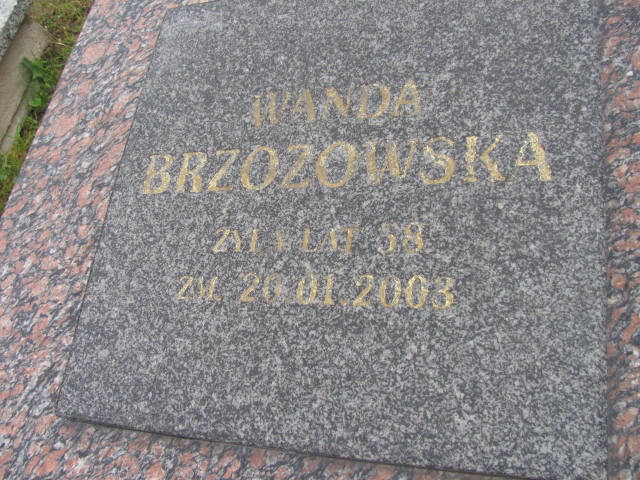 WANDA
BRZOZOWSKA
ŻYŁA LAT 58
ZM. 20.01.2003